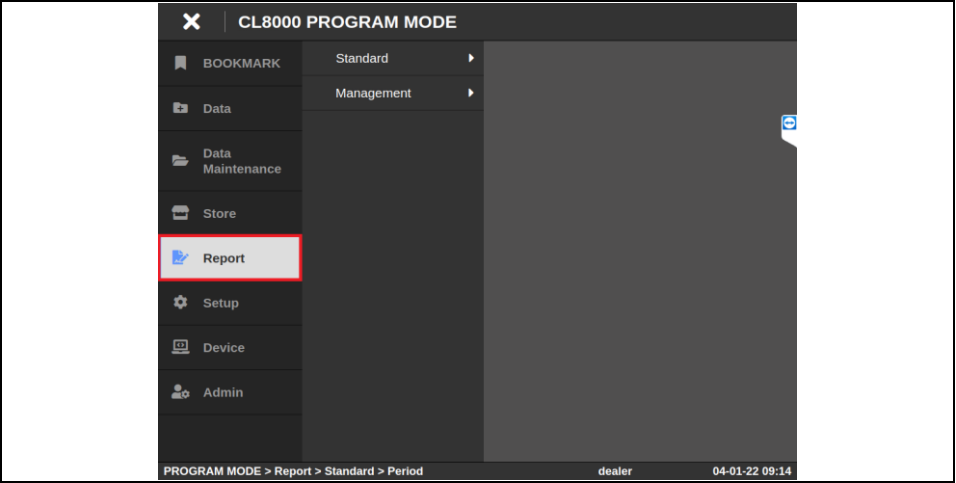 CL8000 PROGRAM MODE
BOOKMARK
Data
Data
Maintenance
Store
Report
Setup
Device
Admin
Standard
Management
PROGRAM MODE > Report > Standard > Period
dealer
04-01-22 09:14